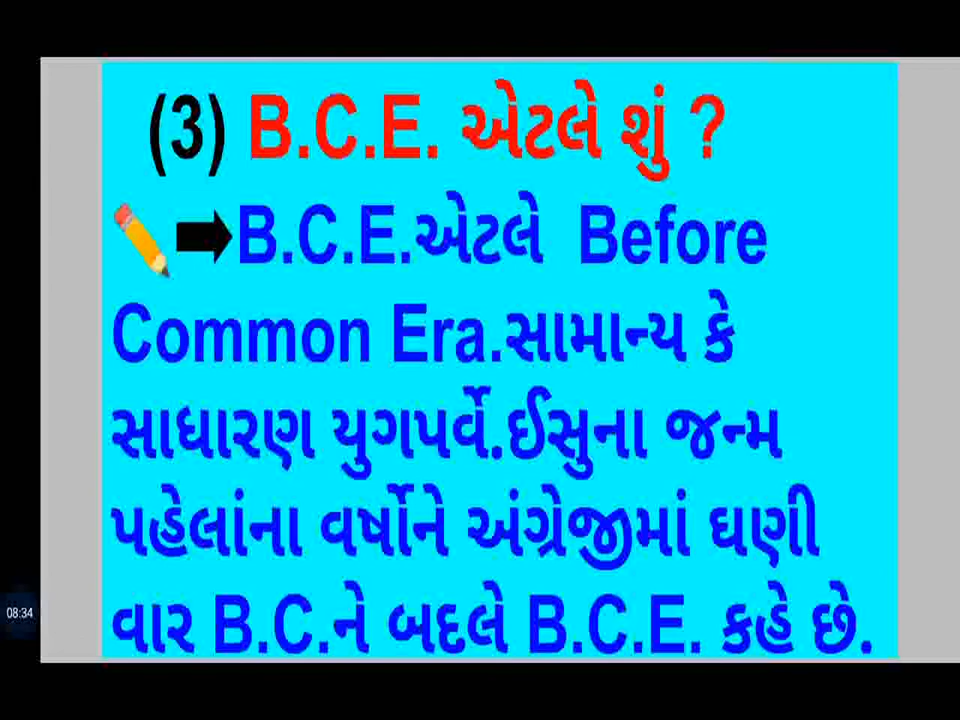 (3) B.C.E. એટલે શું ?
B.C.E.એટલે Before
Common Era.સામાન્ય કે
સાધારણ યુગપર્વે.ઈસુના જન્મ
પહેલાંના વર્ષોને અંગ્રેજીમાં ઘણી
વાર B.C.ને બદલે B.C.E. કહે છે.
08:34